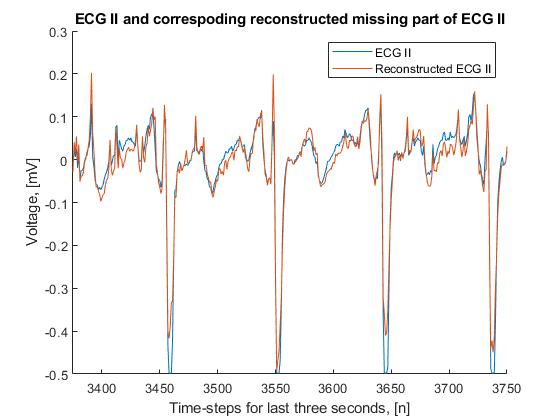 ECG II and correspoding reconstructed missing part of ECG II
0.3
ECG II
Reconstructed ECG II
0.2
0.1
0
-0.1
-0.2
-0.3
-0.4
-0.5
Voltage, [mV]
3400 3450 3500 3550 3600 3650 3700 3750
Time-steps for last three seconds, [n]